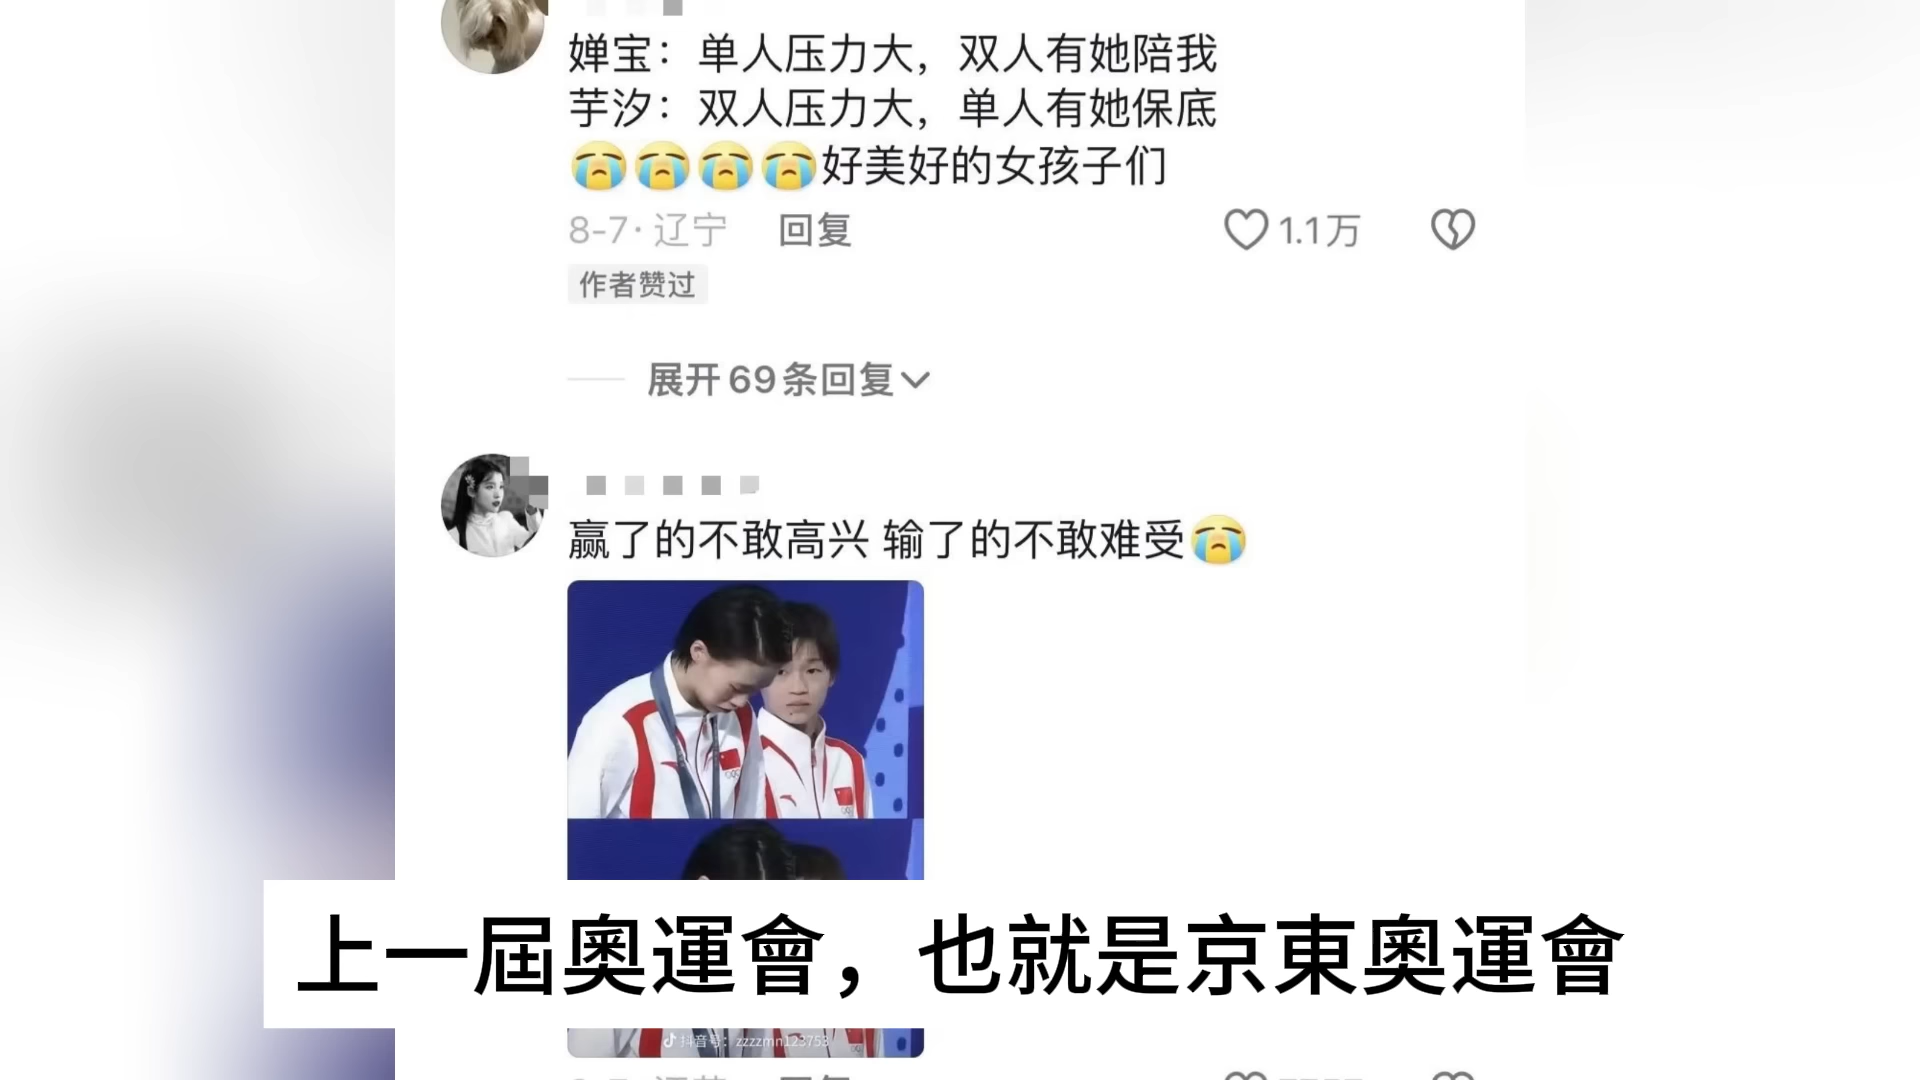 婵宝：单人压力大，双人有她陪我
芋汐：双人压力大，单人有她保底
😭😭😭😭好美好的女孩子们
8-7·辽宁 回复 1.1万
作者赞过
展开69条回复
赢了的不敢高兴 输了的不敢难受😭
上一屆奧運會，也就是京東奧運會
抖音号：zzzzmn123753